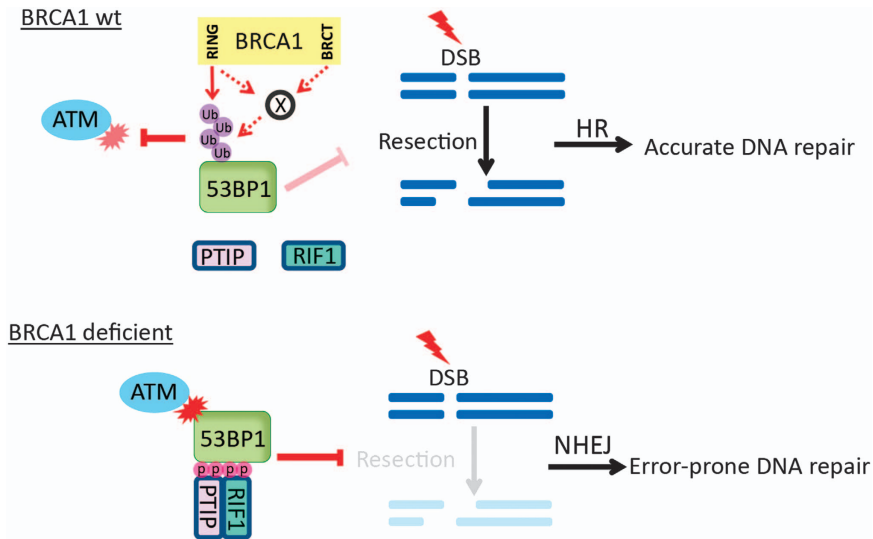 BRCA1 wt
RING
BRCA1
BRCT
DSB
X
ATM
Ub
Ub
Ub
Ub
Resection
HR
Accurate DNA repair
53BP1
PTIP
RIF1
BRCA1 deficient
DSB
ATM
53BP1
Resection
NHEJ
Error-prone DNA repair
p p p p
PTIP
RIF1